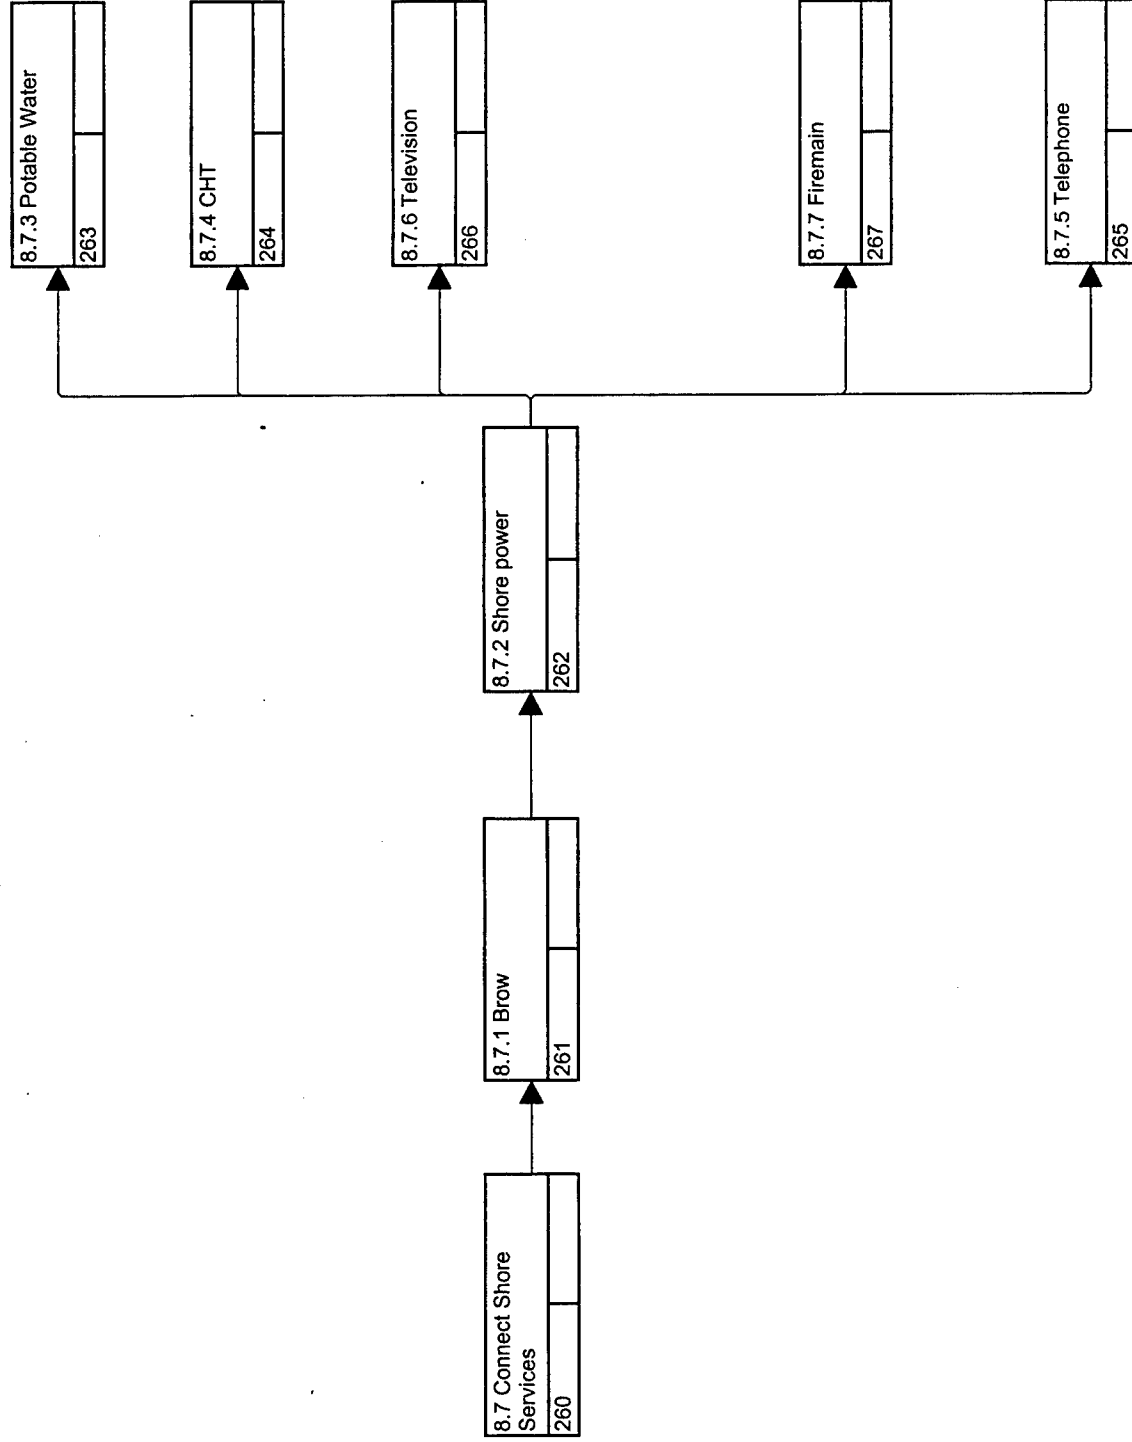 8.7 Connect Shore
Services
260
8.7.1 Brow
261
8.7.2 Shore power
262
8.7.3 Potable Water
263
8.7.4 CHT
264
8.7.6 Television
266
8.7.7 Firemain
267
8.7.5 Telephone
265